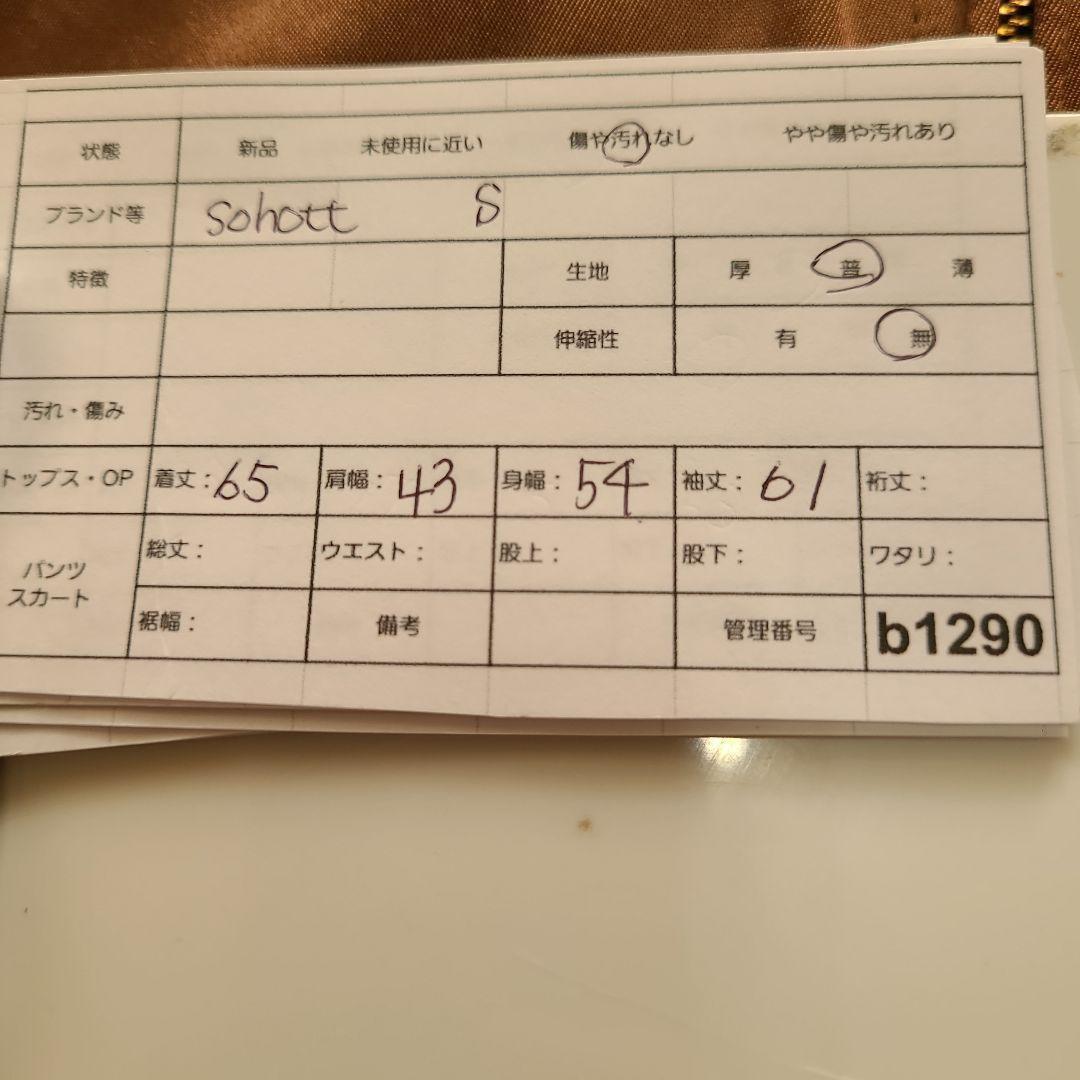 状態 新品 未使用に近い 傷や汚れなし やや傷や汚れあり
ブランド等 Sohott S
特徴 生地 厚 普 薄
伸縮性 有 無
汚れ・傷み
トップス・OP 着丈：65 肩幅：43 身幅：54 袖丈：61 裄丈：
パンツ スカート 総丈： ウエスト： 股上： 股下： ワタリ：
裾幅： 備考 管理番号 b1290